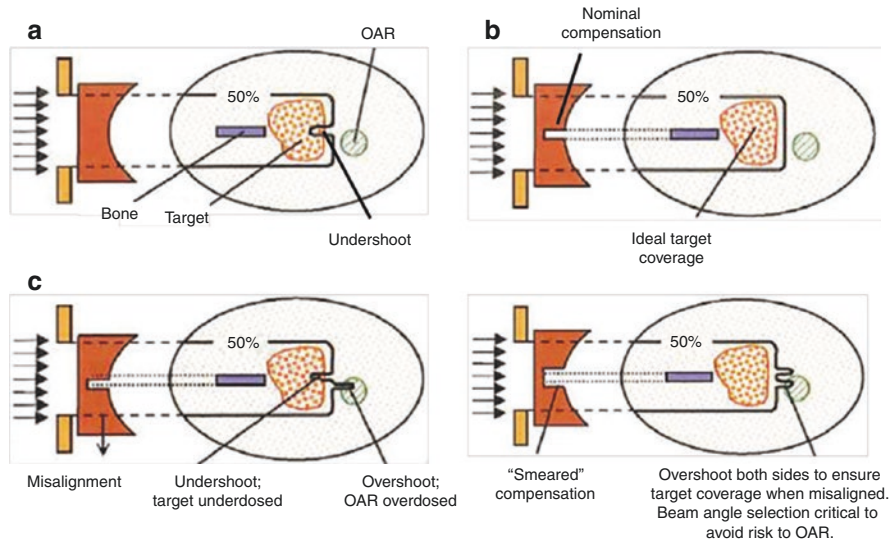 a
OAR
50%
Bone
Target
Undershoot
b
Nominal
compensation
50%
Ideal target
coverage
c
50%
Misalignment
Undershoot;
target underdosed
Overshoot;
OAR overdosed
50%
“Smeared”
compensation
Overshoot both sides to ensure
target coverage when misaligned.
Beam angle selection critical to
avoid risk to OAR.